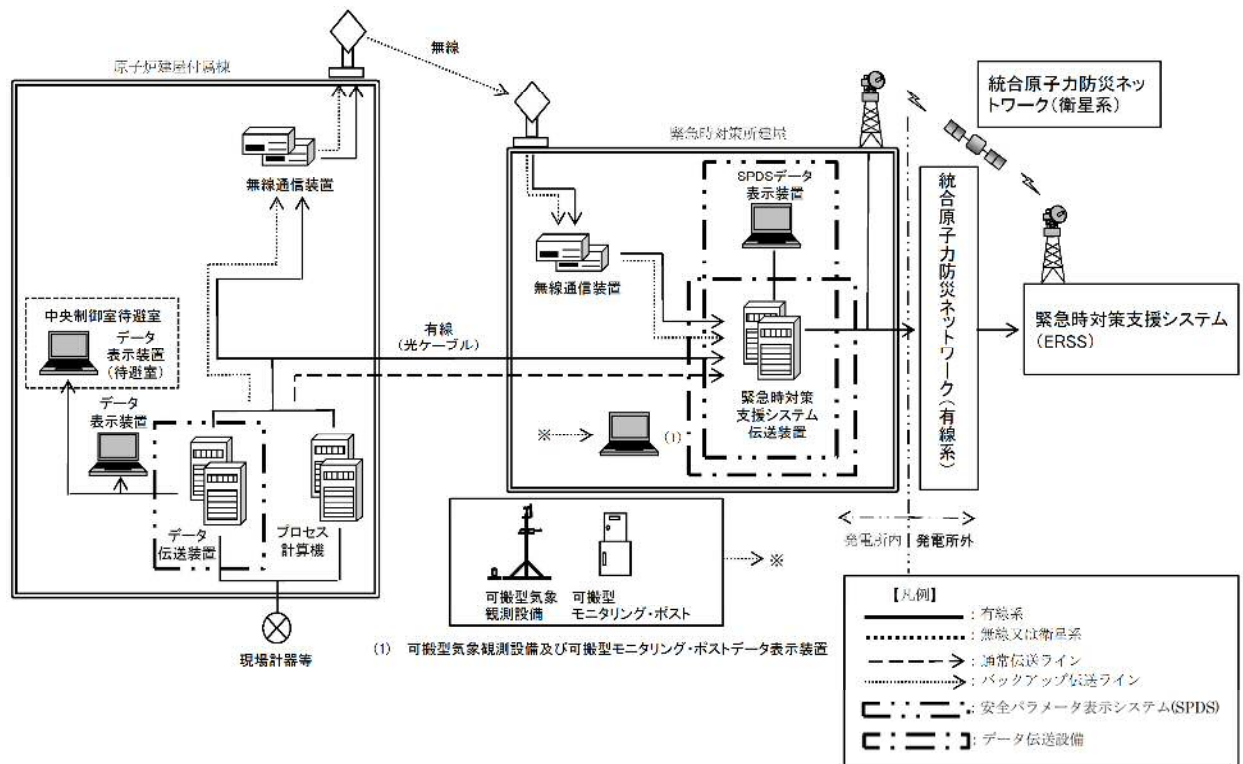 原子炉建屋付属棟
無線
無線通信装置
中央制御室待避室
データ
表示装置
(待避室)
データ
表示装置
データ
伝送装置
プロセス
計算機
現場計器等
有線
(光ケーブル)
緊急時対策所建屋
無線通信装置
SPDSデータ
表示装置
緊急時対策
支援システム
伝送装置
※
(1)
可搬型気象
観測設備
可搬型
モニタリング・ポスト
※
(1) 可搬型気象観測設備及び可搬型モニタリング・ポストデータ表示装置
統合原子力防災ネッ
トワーク(衛星系)
統合原子力防災ネットワーク(有線系)
緊急時対策支援システム
(ERSS)
発電所内
発電所外
【凡例】
:有線系
:無線又は衛星系
:通常伝送ライン
:バックアップ伝送ライン
:安全パラメータ表示システム(SPDS)
:データ伝送設備